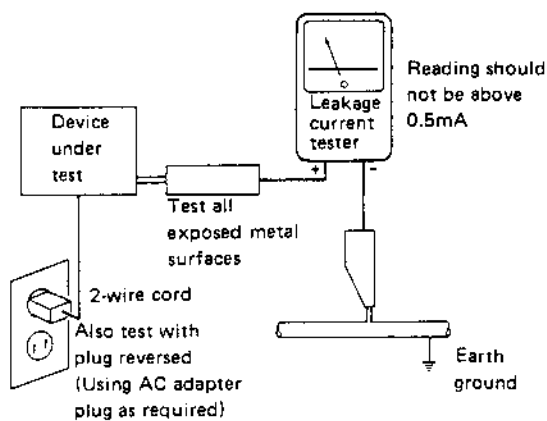 Reading should
not be above
0.5mA
Leakage
current
tester
+ -
Device
under
test
Test all
exposed metal
surfaces
2-wire cord
Also test with
plug reversed
(Using AC adapter
plug as required)
Earth
ground